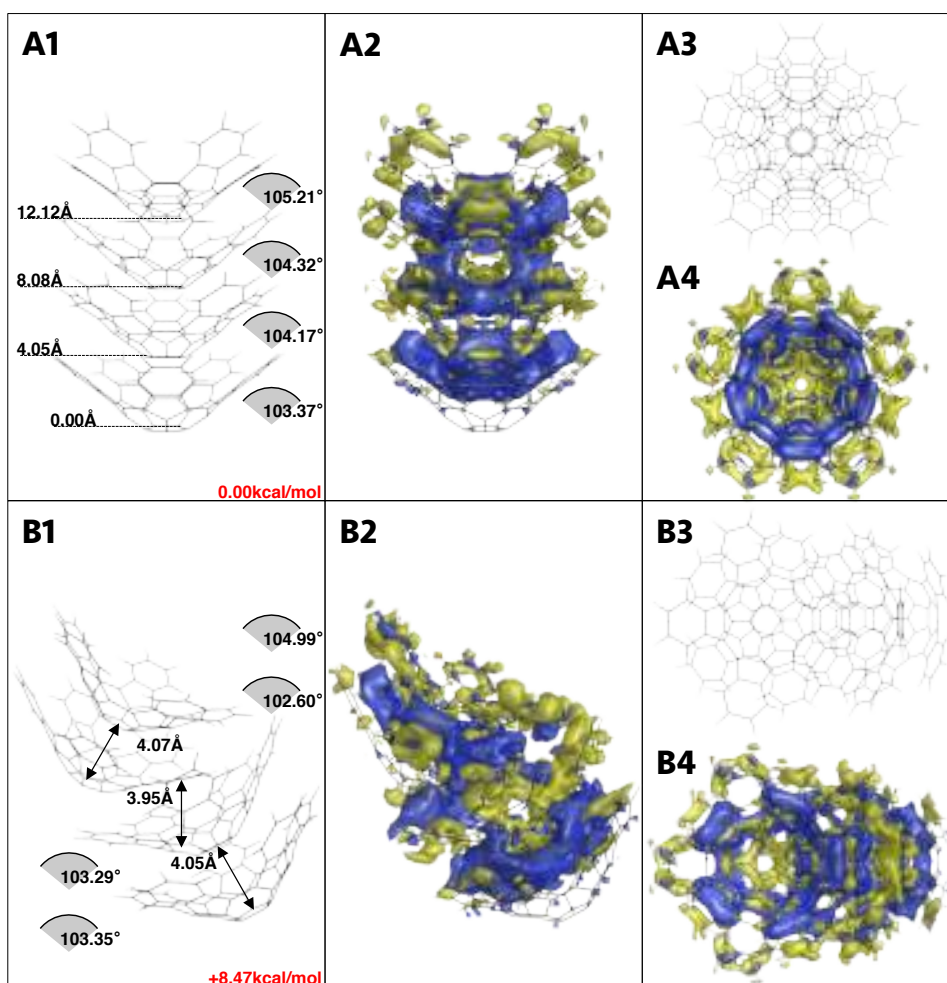 A1
105.21°
12.12Å
104.32°
8.08Å
104.17°
4.05Å
103.37°
0.00Å
0.00kcal/mol
A2
A3
A4
B1
104.99°
102.60°
4.07Å
3.95Å
4.05Å
103.29°
103.35°
+8.47kcal/mol
B2
B3
B4